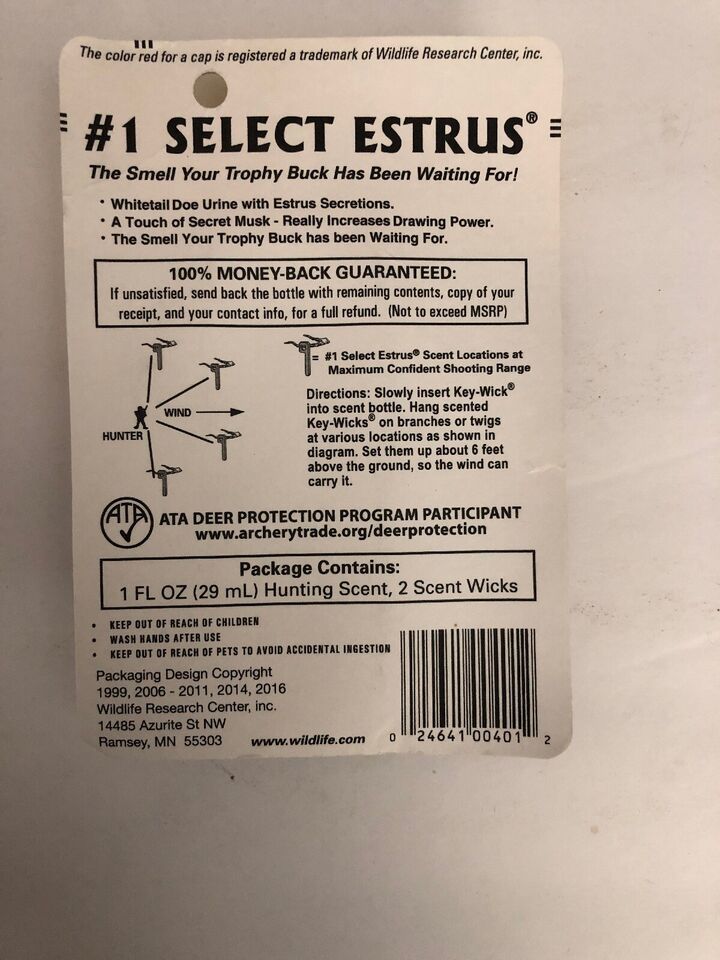 The color red for a cap is registered a trademark of Wildlife Research Center, inc.
#1 SELECT ESTRUS®
The Smell Your Trophy Buck Has Been Waiting For!
• Whitetail Doe Urine with Estrus Secretions.
• A Touch of Secret Musk - Really Increases Drawing Power.
• The Smell Your Trophy Buck has been Waiting For.
100% MONEY-BACK GUARANTEED:
If unsatisfied, send back the bottle with remaining contents, copy of your
receipt, and your contact info, for a full refund. (Not to exceed MSRP)
= #1 Select Estrus® Scent Locations at
Maximum Confident Shooting Range
WIND
HUNTER
Directions: Slowly insert Key-Wick®
into scent bottle. Hang scented
Key-Wicks® on branches or twigs
at various locations as shown in
diagram. Set them up about 6 feet
above the ground, so the wind can
carry it.
ATA
ATA DEER PROTECTION PROGRAM PARTICIPANT
www.archerytrade.org/deerprotection
Package Contains:
1 FL OZ (29 mL) Hunting Scent, 2 Scent Wicks
• KEEP OUT OF REACH OF CHILDREN
• WASH HANDS AFTER USE
• KEEP OUT OF REACH OF PETS TO AVOID ACCIDENTAL INGESTION
Packaging Design Copyright
1999, 2006 - 2011, 2014, 2016
Wildlife Research Center, inc.
14485 Azurite St NW
Ramsey, MN 55303 www.wildlife.com
0 24641 00401 2